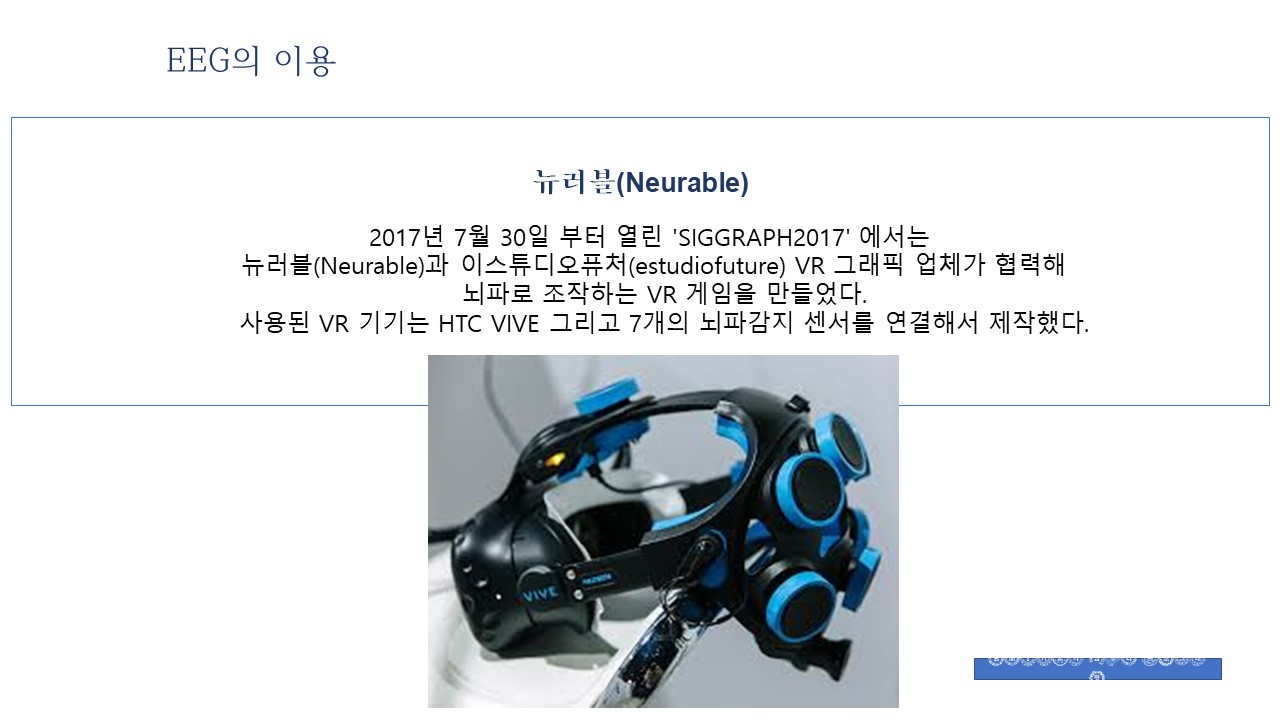 EEG의 이용
뉴러블(Neurable)
2017년 7월 30일 부터 열린 'SIGGRAPH2017' 에서는
뉴러블(Neurable)과 이스튜디오퓨처(estudiofuture) VR 그래픽 업체가 협력해
뇌파로 조작하는 VR 게임을 만들었다.
사용된 VR 기기는 HTC VIVE 그리고 7개의 뇌파감지 센서를 연결해서 제작했다.
VIVE